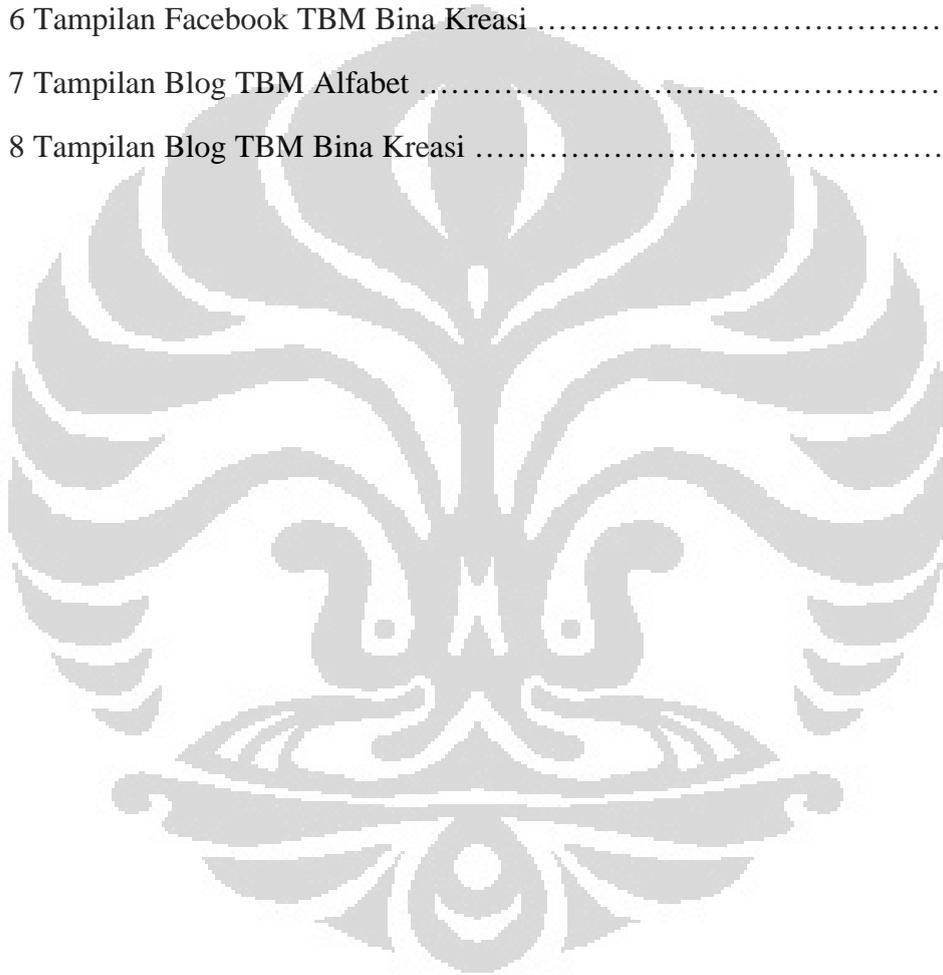 6 Tampilan Facebook TBM Bina Kreasi ……………………………….
7 Tampilan Blog TBM Alfabet …………………………………………
8 Tampilan Blog TBM Bina Kreasi ……………………………………